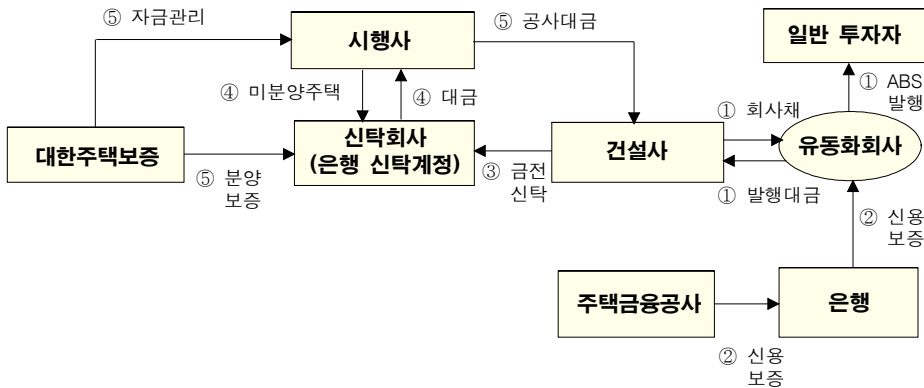 ⑤ 자금관리
시행사
⑤ 공사대금
일반 투자자
④ 미분양주택
④ 대금
① ABS
발행
대한주택보증
⑤ 분양
보증
신탁회사
(은행 신탁계정)
③ 금전
신탁
건설사
① 회사채
① 발행대금
유동화회사
② 신용
보증
주택금융공사
② 신용
보증
은행